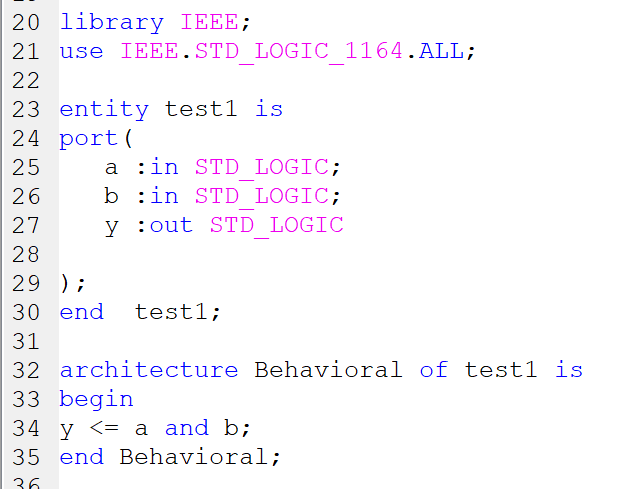 20 library IEEE;
21 use IEEE.STD_LOGIC_1164.ALL;
22
23 entity test1 is
24 port(
25    a :in STD_LOGIC;
26    b :in STD_LOGIC;
27    y :out STD_LOGIC
28
29 );
30 end  test1;
31
32 architecture Behavioral of test1 is
33 begin
34 y <= a and b;
35 end Behavioral;
36